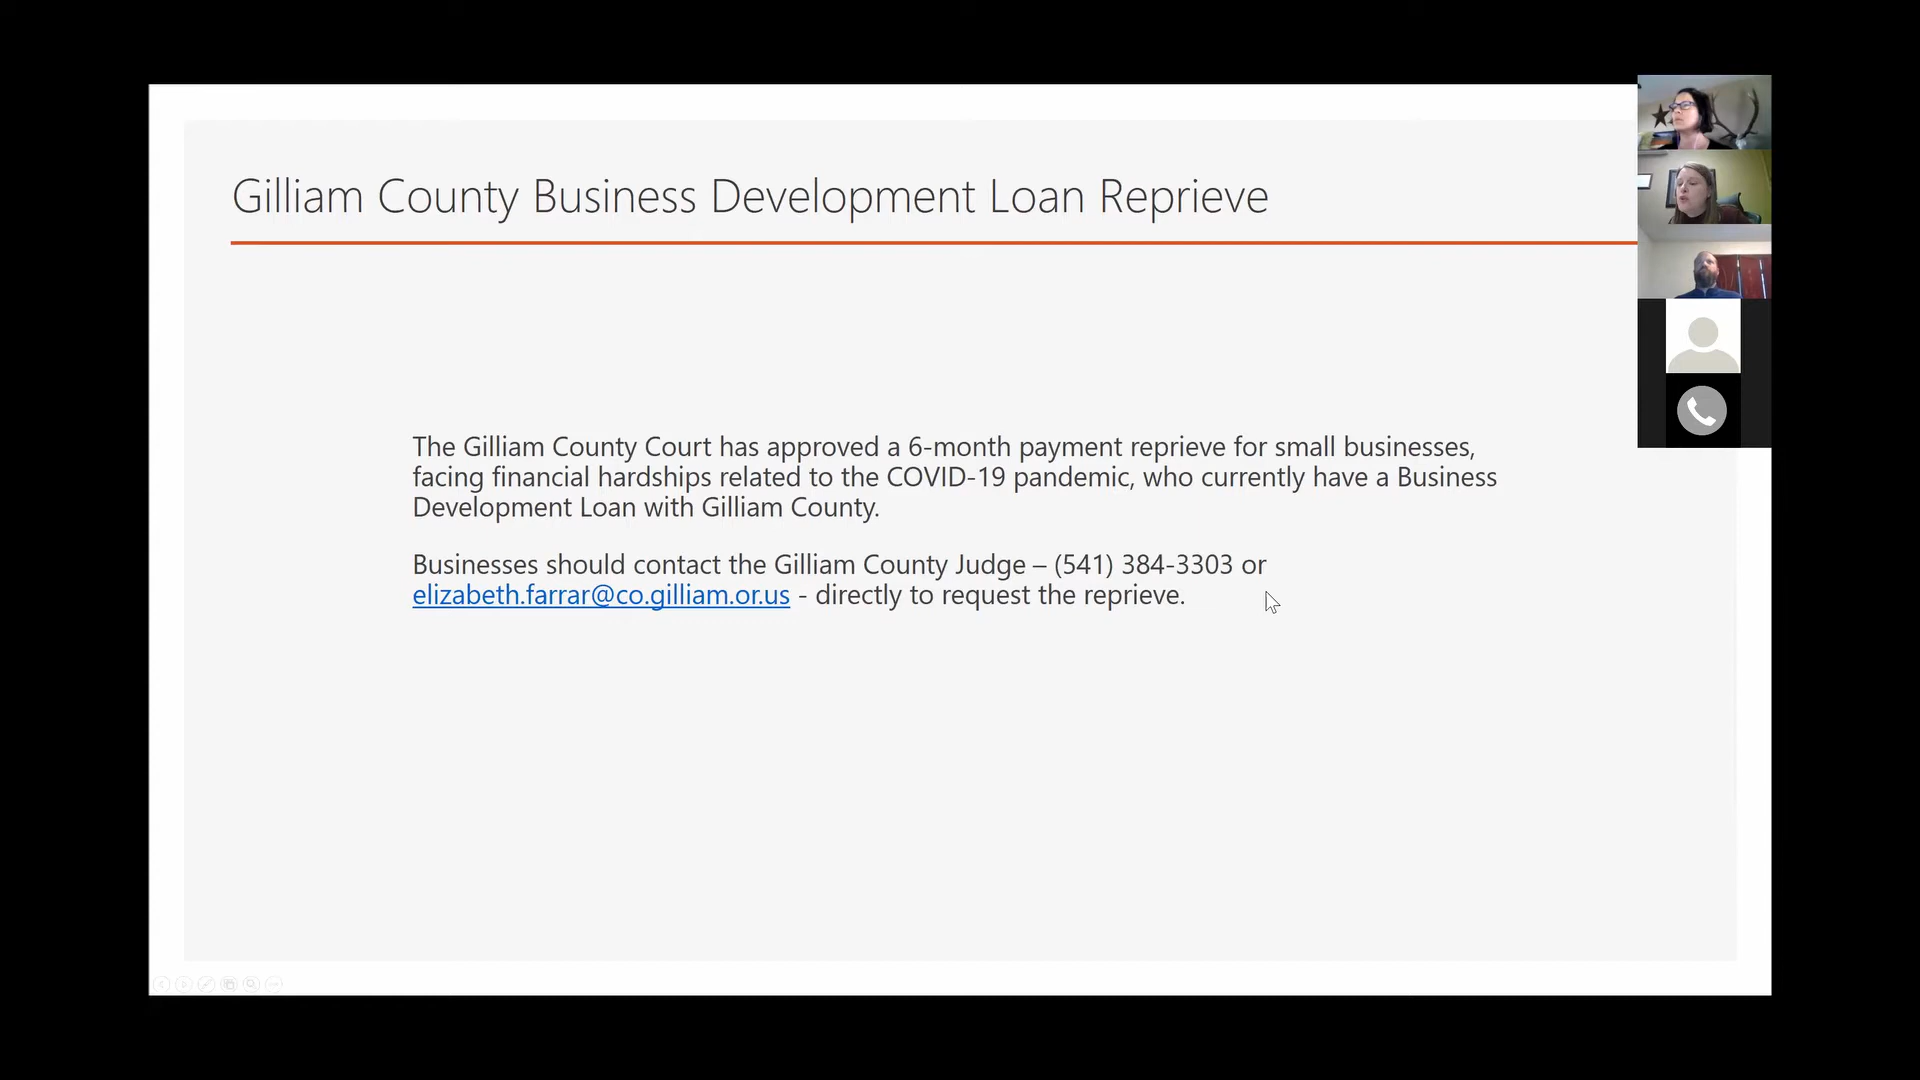 Gilliam County Business Development Loan Reprieve
The Gilliam County Court has approved a 6-month payment reprieve for small businesses,
facing financial hardships related to the COVID-19 pandemic, who currently have a Business
Development Loan with Gilliam County.
Businesses should contact the Gilliam County Judge – (541) 384-3303 or
elizabeth.farrar@co.gilliam.or.us - directly to request the reprieve.